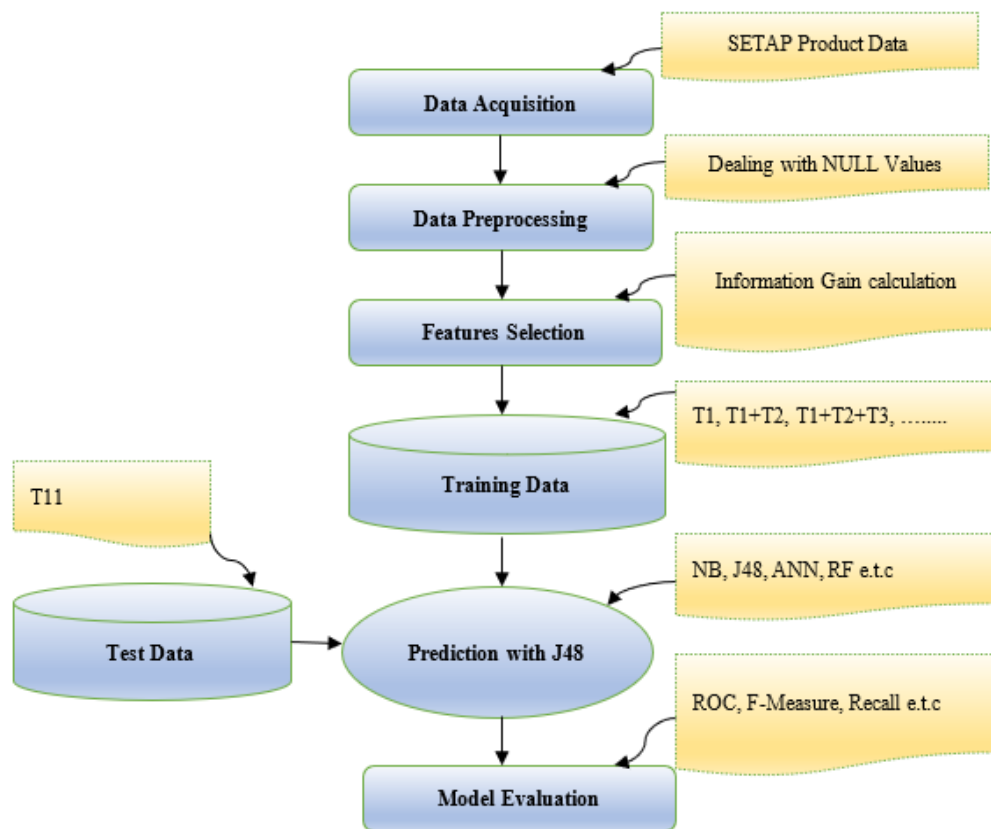 SETAP Product Data
Data Acquisition
Dealing with NULL Values
Data Preprocessing
Information Gain calculation
Features Selection
T1, T1+T2, T1+T2+T3, ........
Training Data
T11
NB, J48, ANN, RF e.t.c
Test Data
Prediction with J48
ROC, F-Measure, Recall e.t.c
Model Evaluation